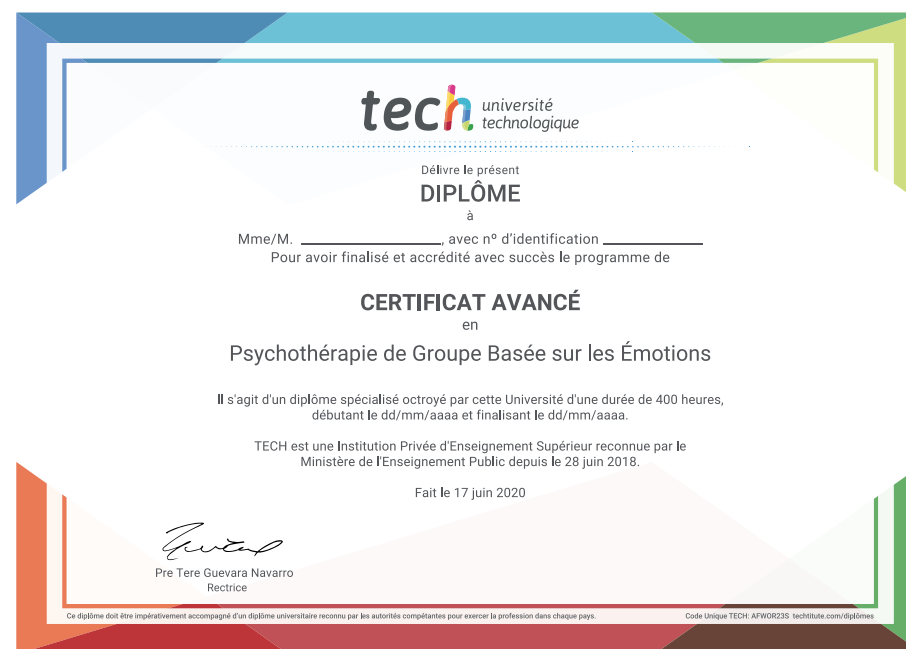 tech université
technologique
Délivre le présent
DIPLÔME
à
Mme/M. ____________________, avec nº d'identification ______________
Pour avoir finalisé et accrédité avec succès le programme de
CERTIFICAT AVANCÉ
en
Psychothérapie de Groupe Basée sur les Émotions
Il s'agit d'un diplôme spécialisé octroyé par cette Université d'une durée de 400 heures,
débutant le dd/mm/aaaa et finalisant le dd/mm/aaaa.
TECH est une Institution Privée d'Enseignement Supérieur reconnue par le
Ministère de l'Enseignement Public depuis le 28 juin 2018.
Fait le 17 juin 2020
Pre Tere Guevara Navarro
Rectrice
Ce diplôme doit être impérativement accompagné d'un diplôme universitaire reconnu par les autorités compétantes pour exercer la profession dans chaque pays.
Code Unique TECH: AFWOR23S techtitute.com/diplômes